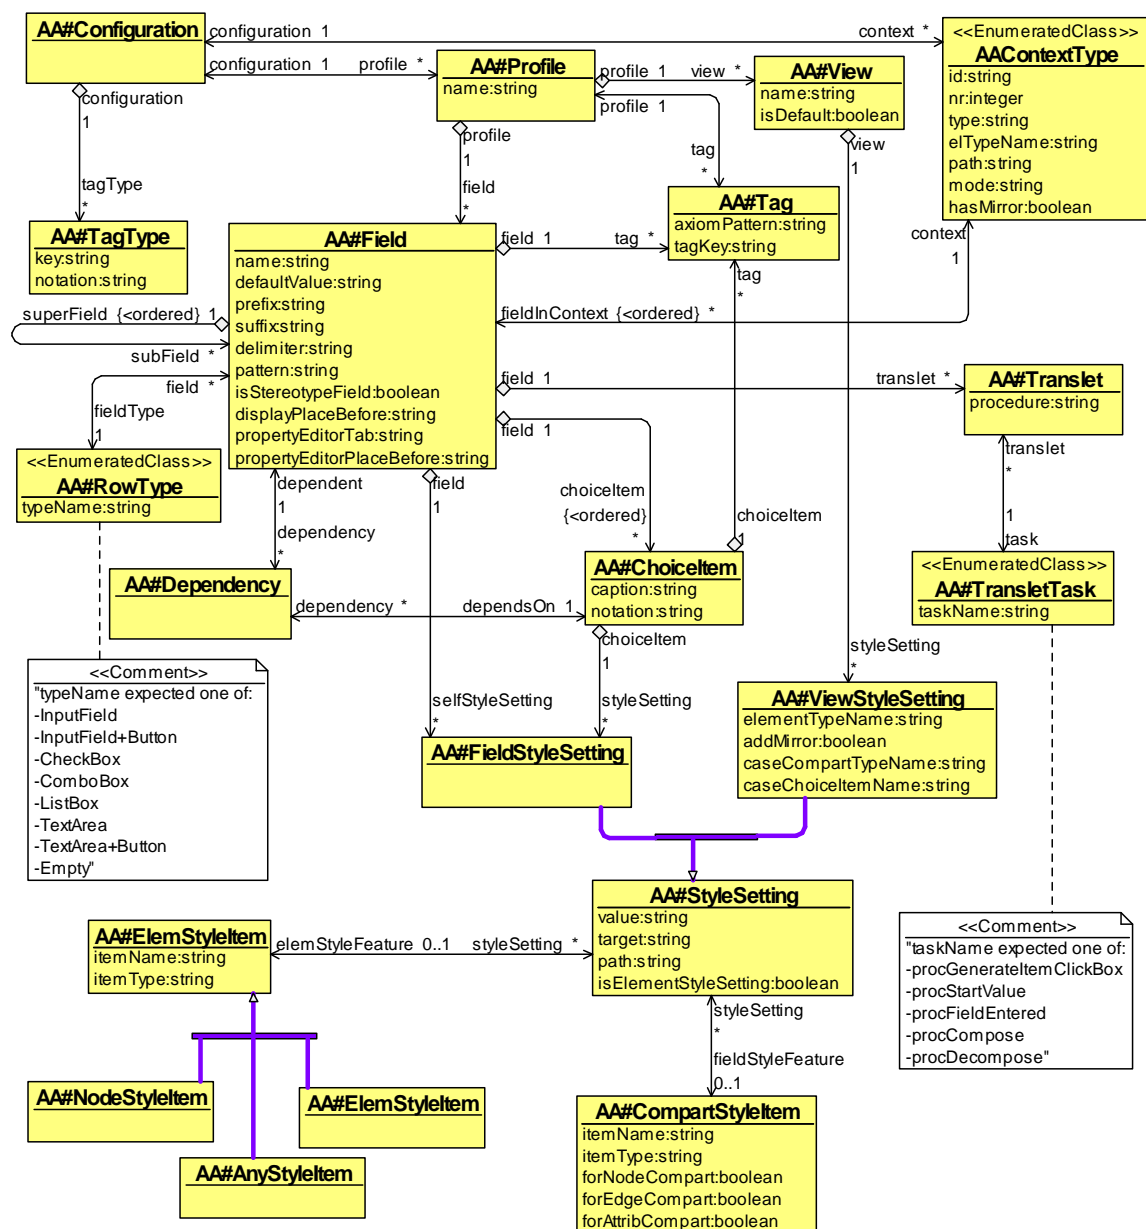 AA#Configuration
configuration 1
context *
<<EnumeratedClass>>
AAContextType
id:string
nr:integer
type:string
elTypeName:string
path:string
mode:string
hasMirror:boolean
configuration 1
profile *
AA#Profile
name:string
profile 1
view *
AA#View
name:string
isDefault:boolean
configuration
1
tagType
*
profile
1
field
*
profile 1
tag
*
view
1
AA#TagType
key:string
notation:string
AA#Field
name:string
defaultValue:string
prefix:string
suffix:string
delimiter:string
pattern:string
isStereotypeField:boolean
displayPlaceBefore:string
propertyEditorTab:string
propertyEditorPlaceBefore:string
field 1
tag *
AA#Tag
axiomPattern:string
tagKey:string
context
1
tag
*
superField {<ordered} 1
subField *
fieldInContext {<ordered} *
field *
fieldType
1
field 1
translet *
AA#Translet
procedure:string
field 1
<<EnumeratedClass>>
AA#RowType
typeName:string
dependent
1
dependency
*
field
1
choiceItem
{<ordered}
*
choiceItem
1
translet
*
1
task
AA#Dependency
dependency *
dependsOn 1
AA#ChoiceItem
caption:string
notation:string
<<EnumeratedClass>>
AA#TransletTask
taskName:string
choiceItem
1
styleSetting
*
<<Comment>>
"typeName expected one of:
-InputField
-InputField+Button
-CheckBox
-ComboBox
-ListBox
-TextArea
-TextArea+Button
-Empty"
selfStyleSetting
*
styleSetting
*
AA#FieldStyleSetting
AA#ViewStyleSetting
elementTypeName:string
addMirror:boolean
caseCompartTypeName:string
caseChoiceItemName:string
AA#StyleSetting
value:string
target:string
path:string
isElementStyleSetting:boolean
AA#ElemStyleItem
itemName:string
itemType:string
elemStyleFeature 0..1
styleSetting *
<<Comment>>
"taskName expected one of:
-procGenerateItemClickBox
-procStartValue
-procFieldEntered
-procCompose
-procDecompose"
styleSetting
*
fieldStyleFeature
0..1
AA#NodeStyleItem
AA#ElemStyleItem
AA#AnyStyleItem
AA#CompartStyleItem
itemName:string
itemType:string
forNodeCompart:boolean
forEdgeCompart:boolean
forAttribCompart:boolean